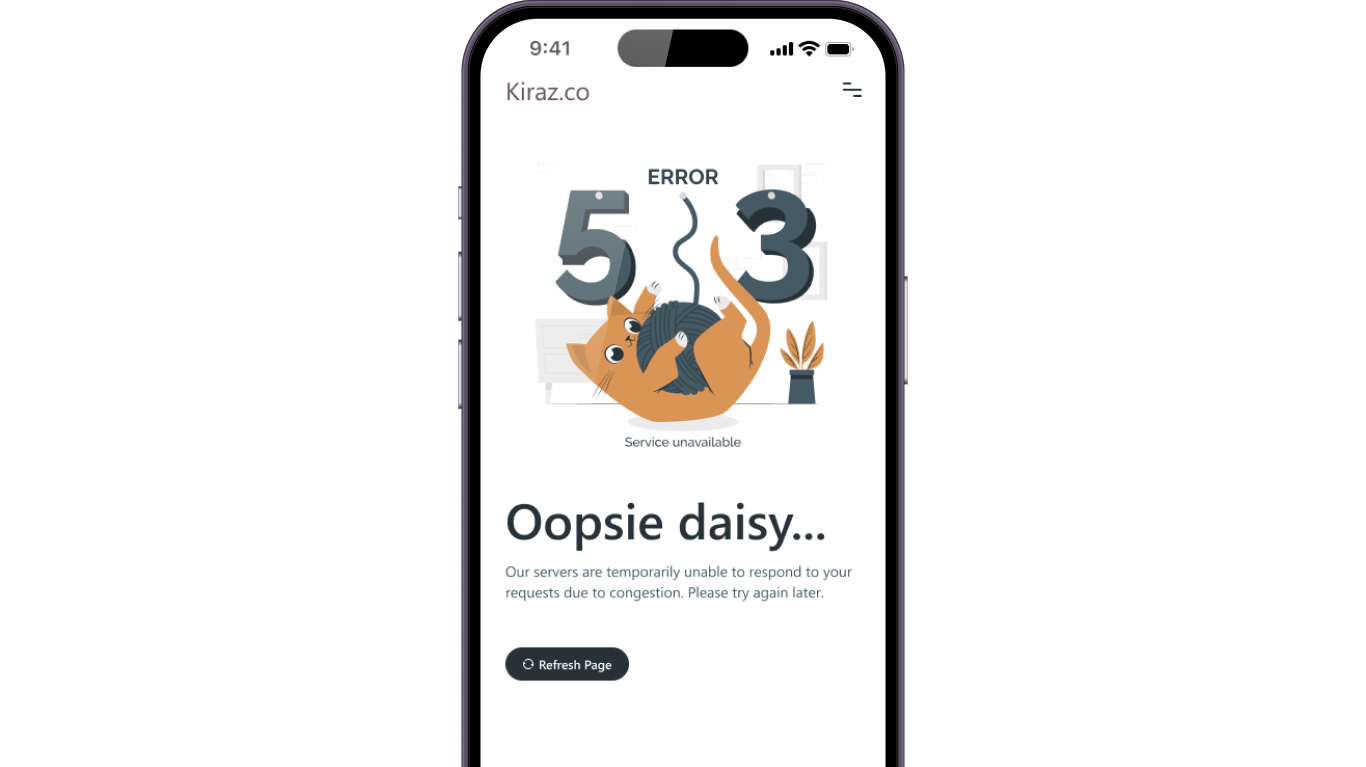 9:41
Kiraz.co
ERROR
5 3
Service unavailable
Oopsie daisy...
Our servers are temporarily unable to respond to your
requests due to congestion. Please try again later.
Refresh Page